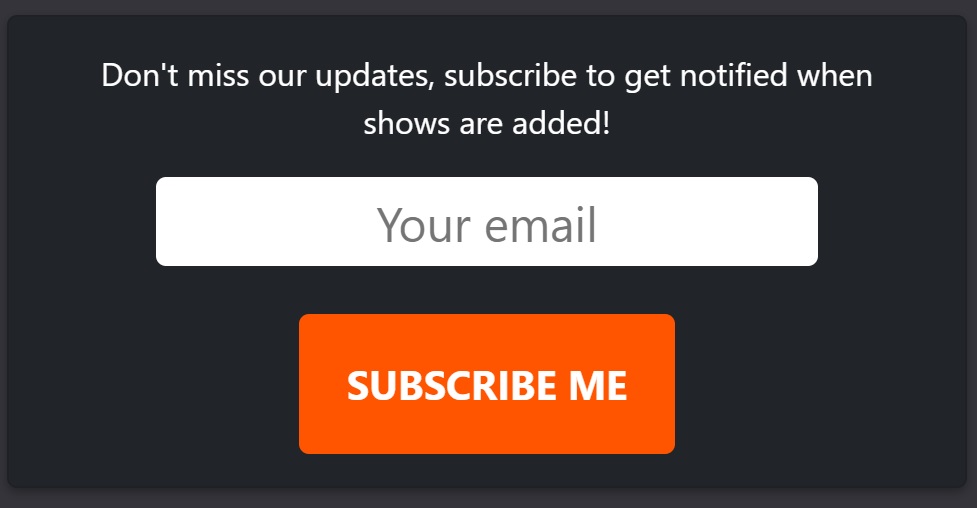 Don't miss our updates, subscribe to get notified when
shows are added!
Your email
SUBSCRIBE ME